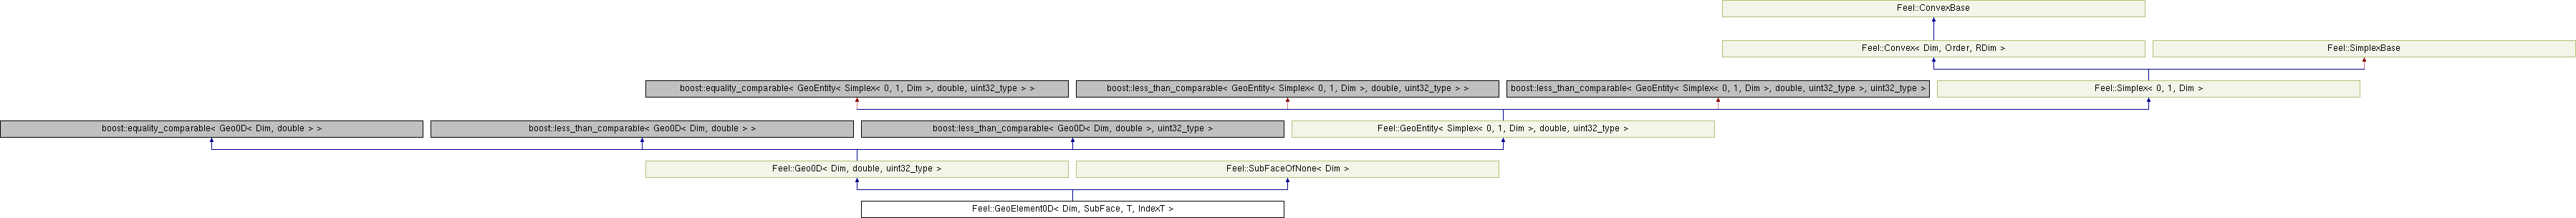 Feel::ConvexBase
Feel::Convex< Dim, Order, RDim >
Feel::SimplexBase
boost::equality_comparable< GeoEntity< Simplex< 0, 1, Dim >, double, uint32_type > >
boost::less_than_comparable< GeoEntity< Simplex< 0, 1, Dim >, double, uint32_type > >
boost::less_than_comparable< GeoEntity< Simplex< 0, 1, Dim >, double, uint32_type >, uint32_type >
Feel::Simplex< 0, 1, Dim >
boost::equality_comparable< Geo0D< Dim, double > >
boost::less_than_comparable< Geo0D< Dim, double > >
boost::less_than_comparable< Geo0D< Dim, double >, uint32_type >
Feel::GeoEntity< Simplex< 0, 1, Dim >, double, uint32_type >
Feel::Geo0D< Dim, double, uint32_type >
Feel::SubFaceOfNone< Dim >
Feel::GeoElement0D< Dim, SubFace, T, IndexT >